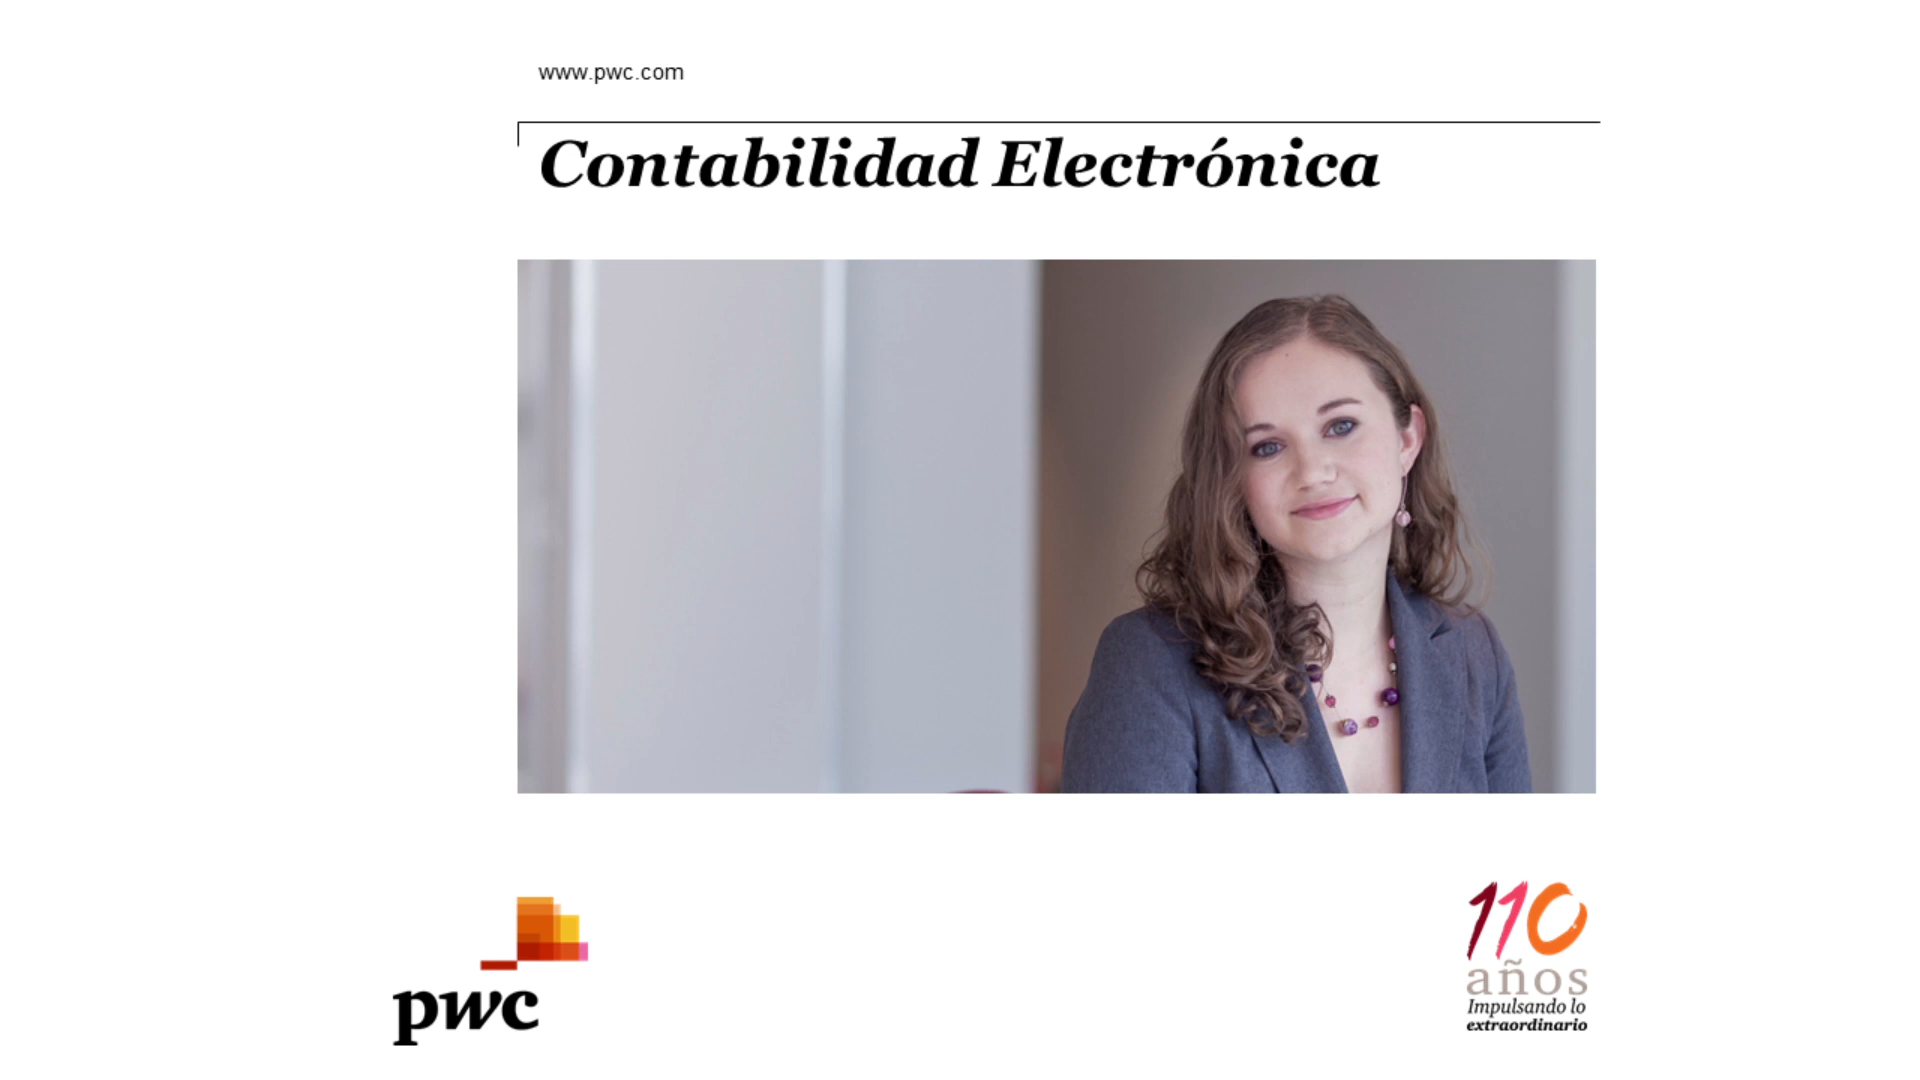 www.pwc.com
Contabilidad Electrónica
pwc
110
años
Impulsando lo
extraordinario